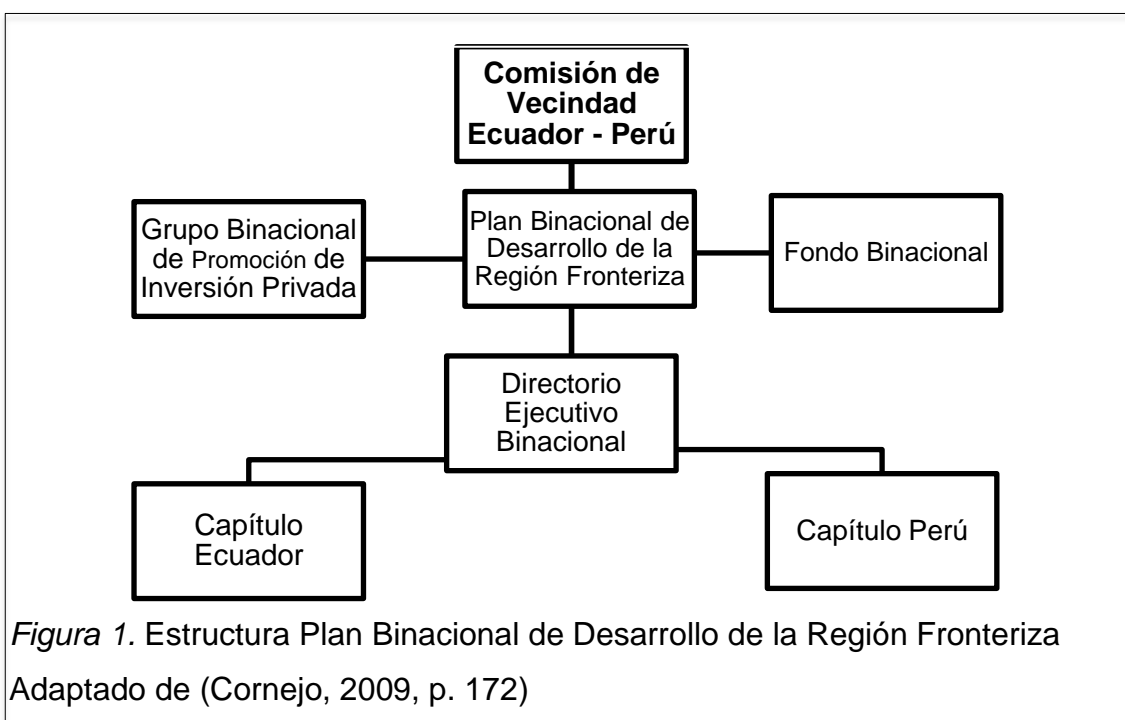 Comisión de
Vecindad
Ecuador - Perú
Grupo Binacional
de Promoción de
Inversión Privada
Plan Binacional de
Desarrollo de la
Región Fronteriza
Fondo Binacional
Directorio
Ejecutivo
Binacional
Capítulo
Ecuador
Capítulo Perú
Figura 1. Estructura Plan Binacional de Desarrollo de la Región Fronteriza
Adaptado de (Cornejo, 2009, p. 172)